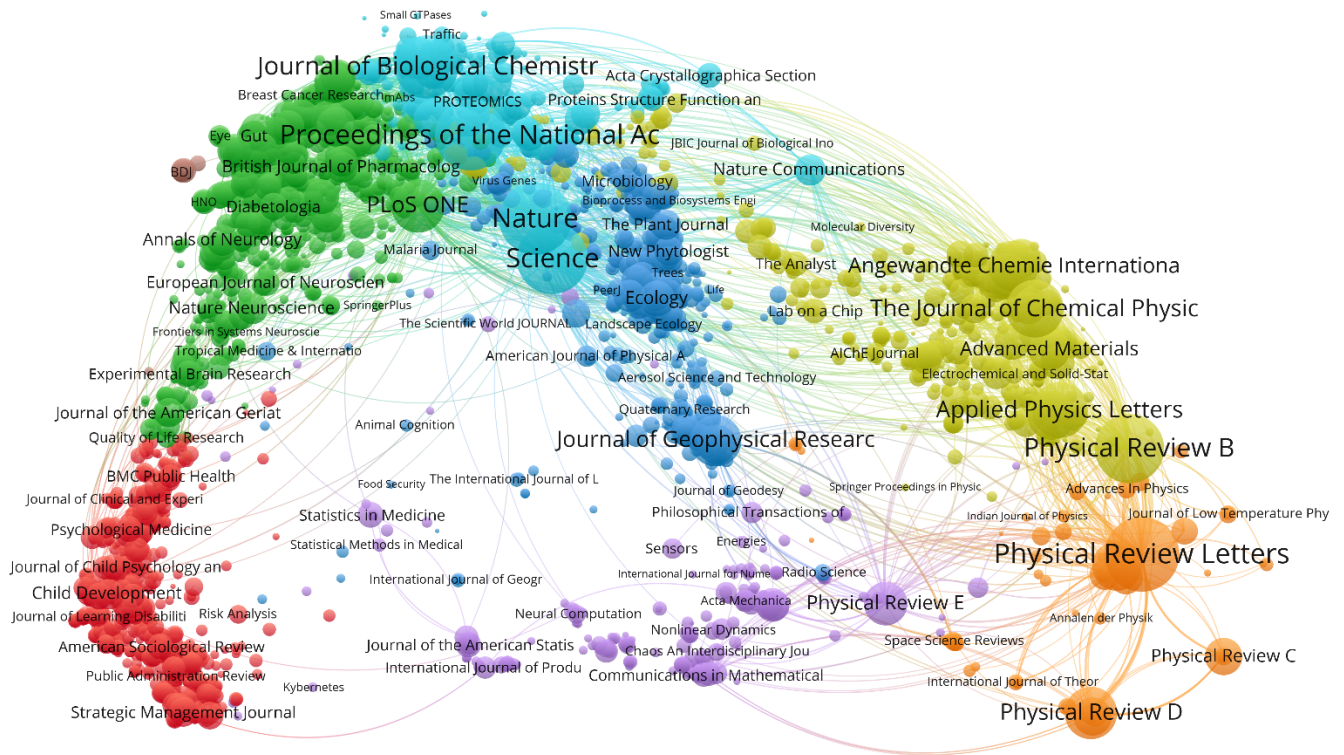 Small GTPases
Traffic
Journal of Biological Chemistr
Acta Crystallographica Section
Breast Cancer Research
mAbs
PROTEOMICS
Proteins Structure Function an
Eye
Gut
Proceedings of the National Ac
JBIC Journal of Biological Ino
BDJ
British Journal of Pharmacolog
Nature Communications
Virus Genes
Microbiology
HNO
Diabetologia
PLoS ONE
Bioprocess and Biosystems Engi
Nature
The Plant Journal
Molecular Diversity
Annals of Neurology
Malaria Journal
Science
New Phytologist
The Analyst
Angewandte Chemie Internationa
European Journal of Neuroscien
Trees
PeerJ
Life
Nature Neuroscience
SpringerPlus
Ecology
Lab on a Chip
The Journal of Chemical Physic
Frontiers in Systems Neuroscie
The Scientific World JOURNAL
Landscape Ecology
Tropical Medicine & Internatio
American Journal of Physical A
AIChE Journal
Advanced Materials
Experimental Brain Research
Aerosol Science and Technology
Electrochemical and Solid-Stat
Journal of the American Geriat
Quaternary Research
Applied Physics Letters
Quality of Life Research
Animal Cognition
Journal of Geophysical Researc
Physical Review B
BMC Public Health
Food Security
The International Journal of L
Journal of Geodesy
Springer Proceedings in Physic
Advances In Physics
Journal of Clinical and Experi
Statistics in Medicine
Philosophical Transactions of
Indian Journal of Physics
Journal of Low Temperature Phy
Psychological Medicine
Statistical Methods in Medical
Sensors
Energies
Physical Review Letters
Journal of Child Psychology an
International Journal of Geogr
International Journal for Nume
Radio Science
Child Development
Acta Mechanica
Physical Review E
Journal of Learning Disabiliti
Risk Analysis
Neural Computation
Annalen der Physik
American Sociological Review
Journal of the American Statis
Nonlinear Dynamics
Space Science Reviews
Chaos An Interdisciplinary Jou
Physical Review C
Public Administration Review
Kybernetes
International Journal of Produ
Communications in Mathematical
International Journal of Theor
Strategic Management Journal
Physical Review D